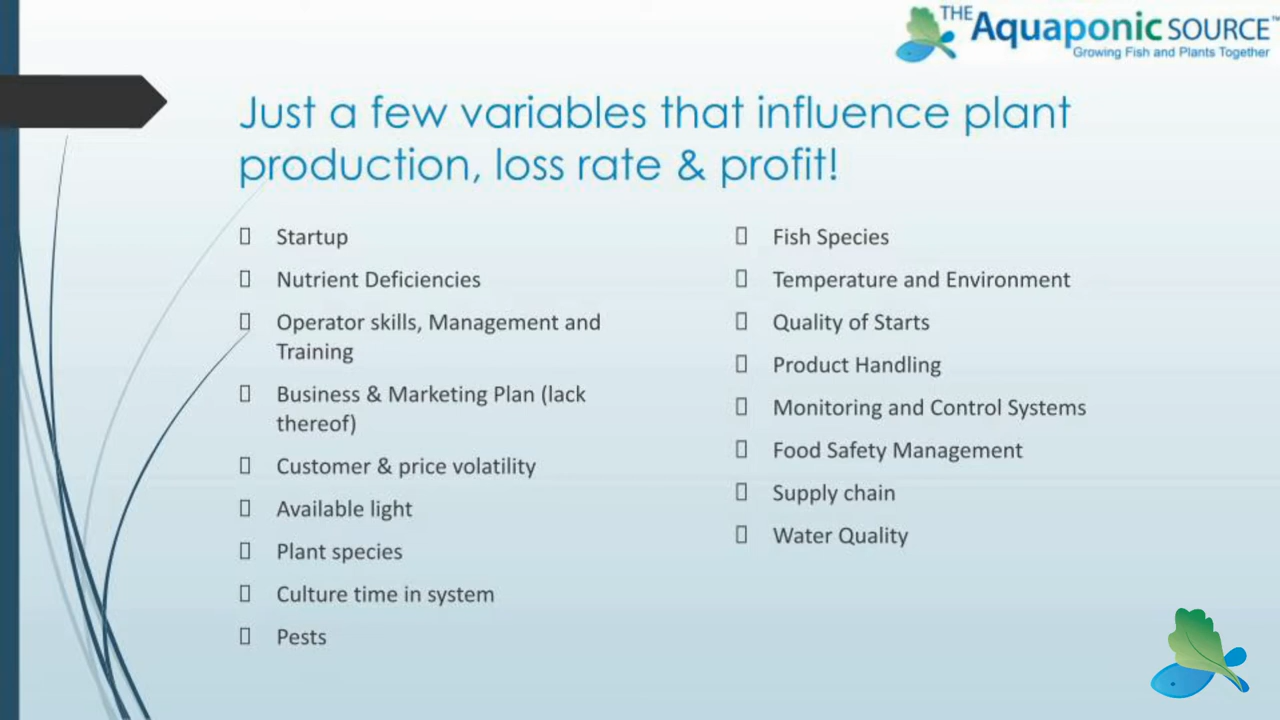 THE
Aquaponic SOURCE™
Growing Fish and Plants Together
Just a few variables that influence plant
production, loss rate & profit!
Startup
Nutrient Deficiencies
Operator skills, Management and
Training
Business & Marketing Plan (lack
thereof)
Customer & price volatility
Available light
Plant species
Culture time in system
Pests
Fish Species
Temperature and Environment
Quality of Starts
Product Handling
Monitoring and Control Systems
Food Safety Management
Supply chain
Water Quality